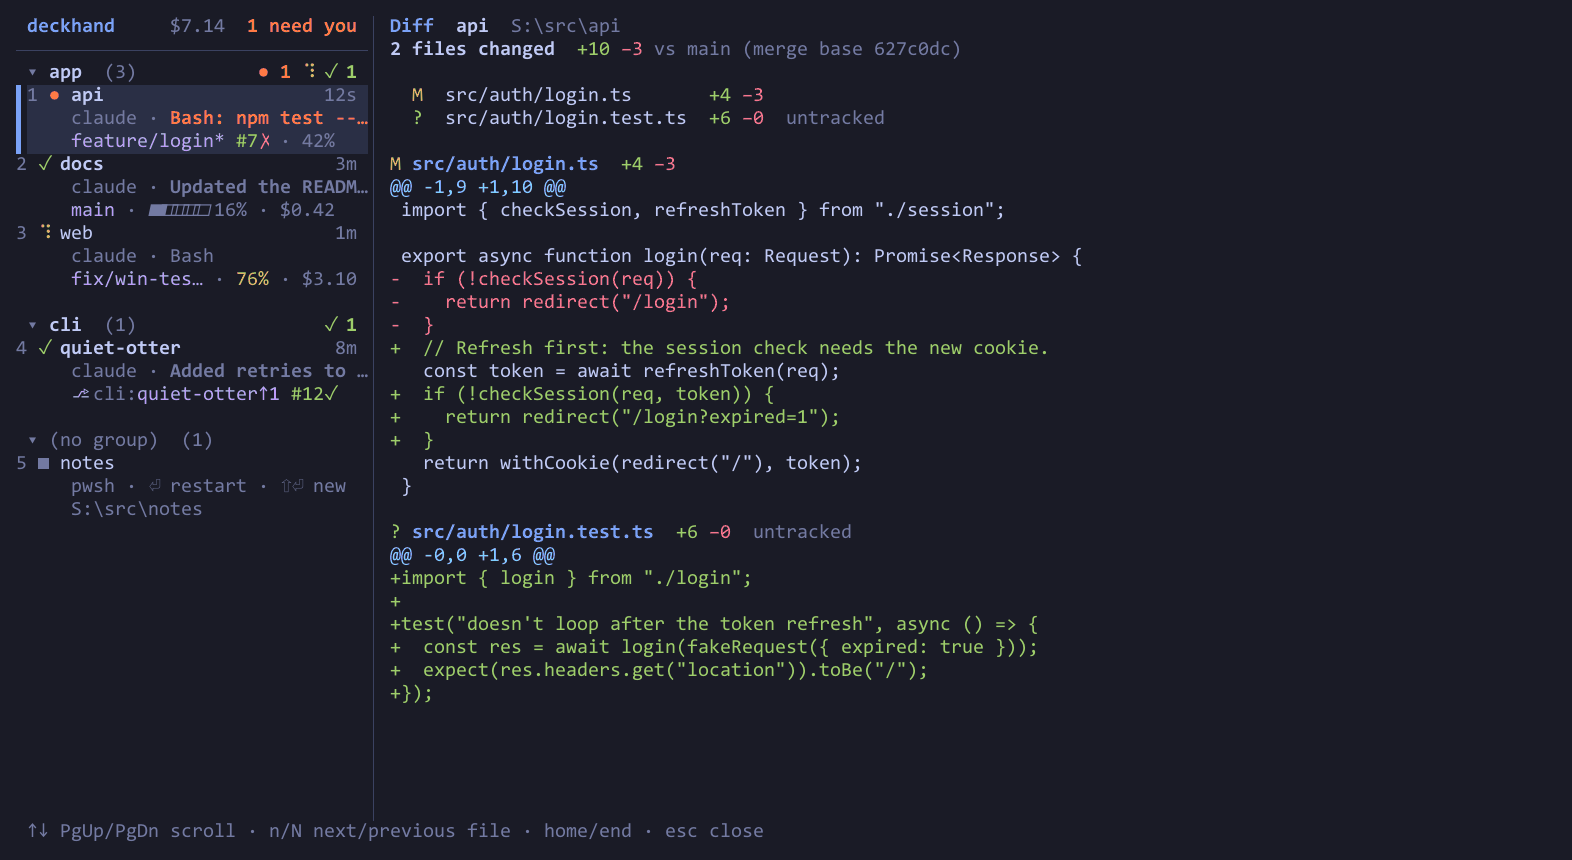 deckhand $7.14 1 need you
▾ app (3) ● 1 ⠹ ✓ 1
1 ● api 12s
claude · Bash: npm test --…
feature/login* #7✗ · 42%
2 ✓ docs 3m
claude · Updated the READM…
main · 16% · $0.42
3 ⠹ web 1m
claude · Bash
fix/win-tes… · 76% · $3.10
▾ cli (1) ✓ 1
4 ✓ quiet-otter 8m
claude · Added retries to …
⎇ cli:quiet-otter↑1 #12✓
▾ (no group) (1)
5 ■ notes
pwsh · ⏎ restart · ⇧⏎ new
S:\src\notes
Diff api S:\src\api
2 files changed +10 −3 vs main (merge base 627c0dc)
M src/auth/login.ts +4 −3
? src/auth/login.test.ts +6 −0 untracked
M src/auth/login.ts +4 −3
@@ -1,9 +1,10 @@
import { checkSession, refreshToken } from "./session";
export async function login(req: Request): Promise<Response> {
-  if (!checkSession(req)) {
-    return redirect("/login");
-  }
+  // Refresh first: the session check needs the new cookie.
const token = await refreshToken(req);
+  if (!checkSession(req, token)) {
+    return redirect("/login?expired=1");
+  }
return withCookie(redirect("/"), token);
}
? src/auth/login.test.ts +6 −0 untracked
@@ -0,0 +1,6 @@
+import { login } from "./login";
+
+test("doesn't loop after the token refresh", async () => {
+  const res = await login(fakeRequest({ expired: true }));
+  expect(res.headers.get("location")).toBe("/");
+});
↑↓ PgUp/PgDn scroll · n/N next/previous file · home/end · esc close